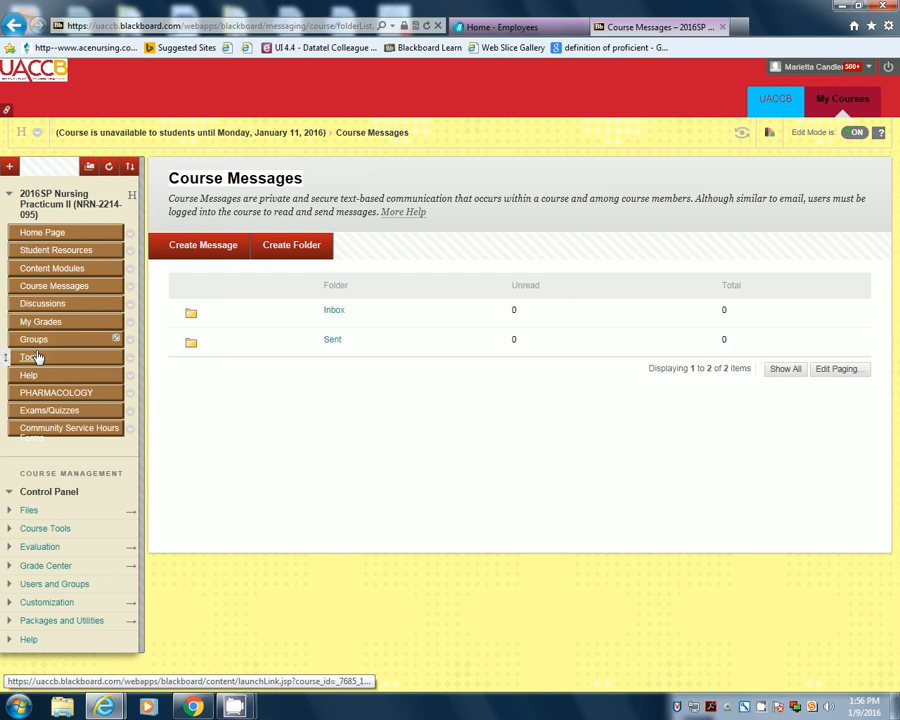 https://uaccb.blackboard.com/webapps/blackboard/messaging/course/folderList.
Home - Employees
Course Messages – 2016SP ...
http--www.acenursing.co...
Suggested Sites
UI 4.4 - Datatel Colleague ...
Blackboard Learn
Web Slice Gallery
definition of proficient - G...
UACCB
Marietta Candler
500+
UACCB
My Courses
H
(Course is unavailable to students until Monday, January 11, 2016) › Course Messages
Edit Mode is:
ON
?
2016SP Nursing
Practicum II (NRN-2214-
095)
H
Home Page
Student Resources
Content Modules
Course Messages
Discussions
My Grades
Groups
Help
PHARMACOLOGY
Exams/Quizzes
Community Service Hours
Forms
COURSE MANAGEMENT
Control Panel
Files
Course Tools
Evaluation
Grade Center
Users and Groups
Customization
Packages and Utilities
Help
Course Messages
Course Messages are private and secure text-based communication that occurs within a course and among course members. Although similar to email, users must be
logged into the course to read and send messages. More Help
Create Message
Create Folder
Folder Unread Total
Inbox 0 0
Sent 0 0
Displaying 1 to 2 of 2 items
Show All
Edit Paging...
https://uaccb.blackboard.com/webapps/blackboard/content/launchLink.jsp?course_id=_7685_1...
1:56 PM
1/9/2016